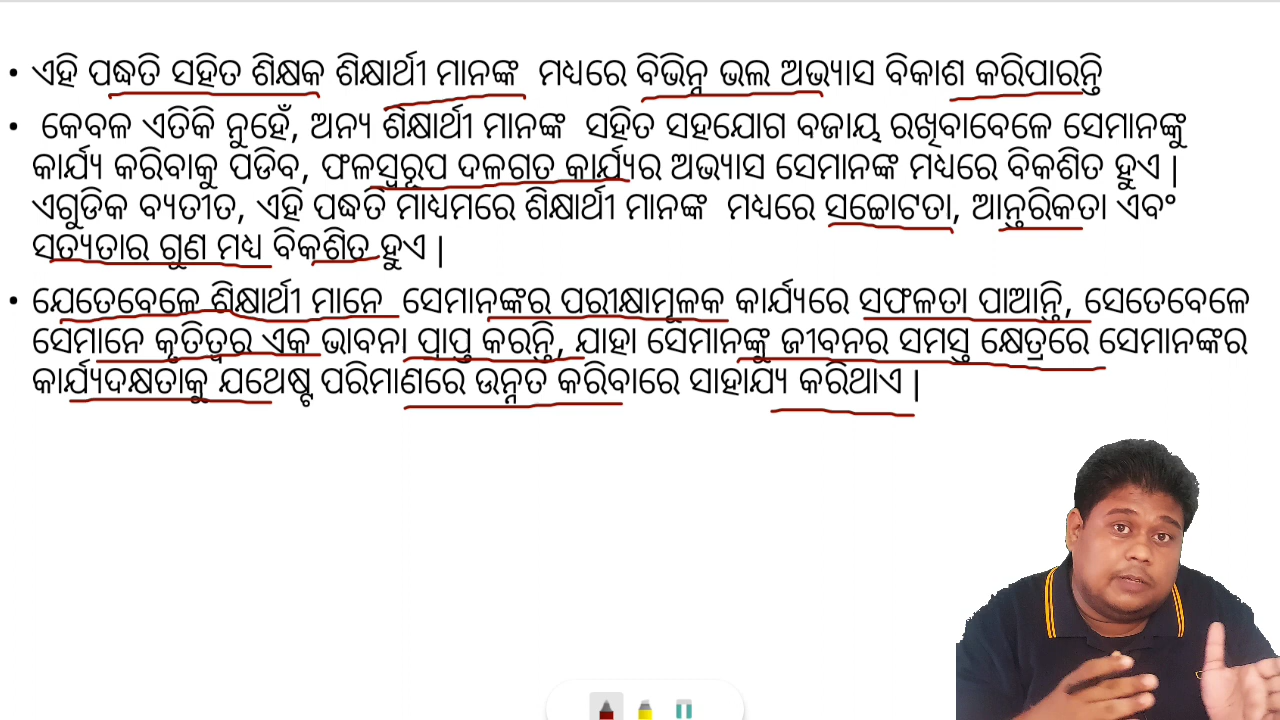 • ଏହି ପଦ୍ଧତି ସହିତ ଶିକ୍ଷକ ଶିକ୍ଷାର୍ଥୀ ମାନଙ୍କ ମଧ୍ୟରେ ବିଭିନ୍ନ ଭଲ ଅଭ୍ୟାସ ବିକାଶ କରିପାରନ୍ତି
• କେବଳ ଏତିକି ନୁହେଁ, ଅନ୍ୟ ଶିକ୍ଷାର୍ଥୀ ମାନଙ୍କ ସହିତ ସହଯୋଗ ବଜାୟ ରଖିବାବେଳେ ସେମାନଙ୍କୁ
କାର୍ଯ୍ୟ କରିବାକୁ ପଡିବ, ଫଳସ୍ୱରୂପ ଦଳଗତ କାର୍ଯ୍ୟର ଅଭ୍ୟାସ ସେମାନଙ୍କ ମଧ୍ୟରେ ବିକଶିତ ହୁଏ |
ଏଗୁଡିକ ବ୍ୟତୀତ, ଏହି ପଦ୍ଧତି ମାଧ୍ୟମରେ ଶିକ୍ଷାର୍ଥୀ ମାନଙ୍କ ମଧ୍ୟରେ ସଚ୍ଚୋଟତା, ଆନ୍ତରିକତା ଏବଂ
ସତ୍ୟତାର ଗୁଣ ମଧ୍ୟ ବିକଶିତ ହୁଏ |
• ଯେତେବେଳେ ଶିକ୍ଷାର୍ଥୀ ମାନେ ସେମାନଙ୍କର ପରୀକ୍ଷାମୂଳକ କାର୍ଯ୍ୟରେ ସଫଳତା ପାଆନ୍ତି, ସେତେବେଳେ
ସେମାନେ କୃତିତ୍ୱର ଏକ ଭାବନା ପ୍ରାପ୍ତ କରନ୍ତି, ଯାହା ସେମାନଙ୍କୁ ଜୀବନର ସମସ୍ତ କ୍ଷେତ୍ରରେ ସେମାନଙ୍କର
କାର୍ଯ୍ୟଦକ୍ଷତାକୁ ଯଥେଷ୍ଟ ପରିମାଣରେ ଉନ୍ନତ କରିବାରେ ସାହାଯ୍ୟ କରିଥାଏ |